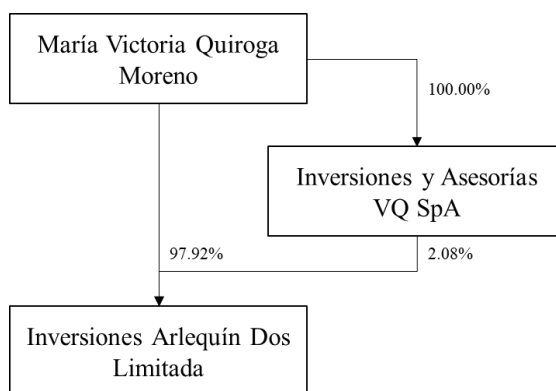 María Victoria Quiroga
Moreno
100.00%
Inversiones y Asesorías
VQ SpA
97.92%
2.08%
Inversiones Arlequín Dos
Limitada